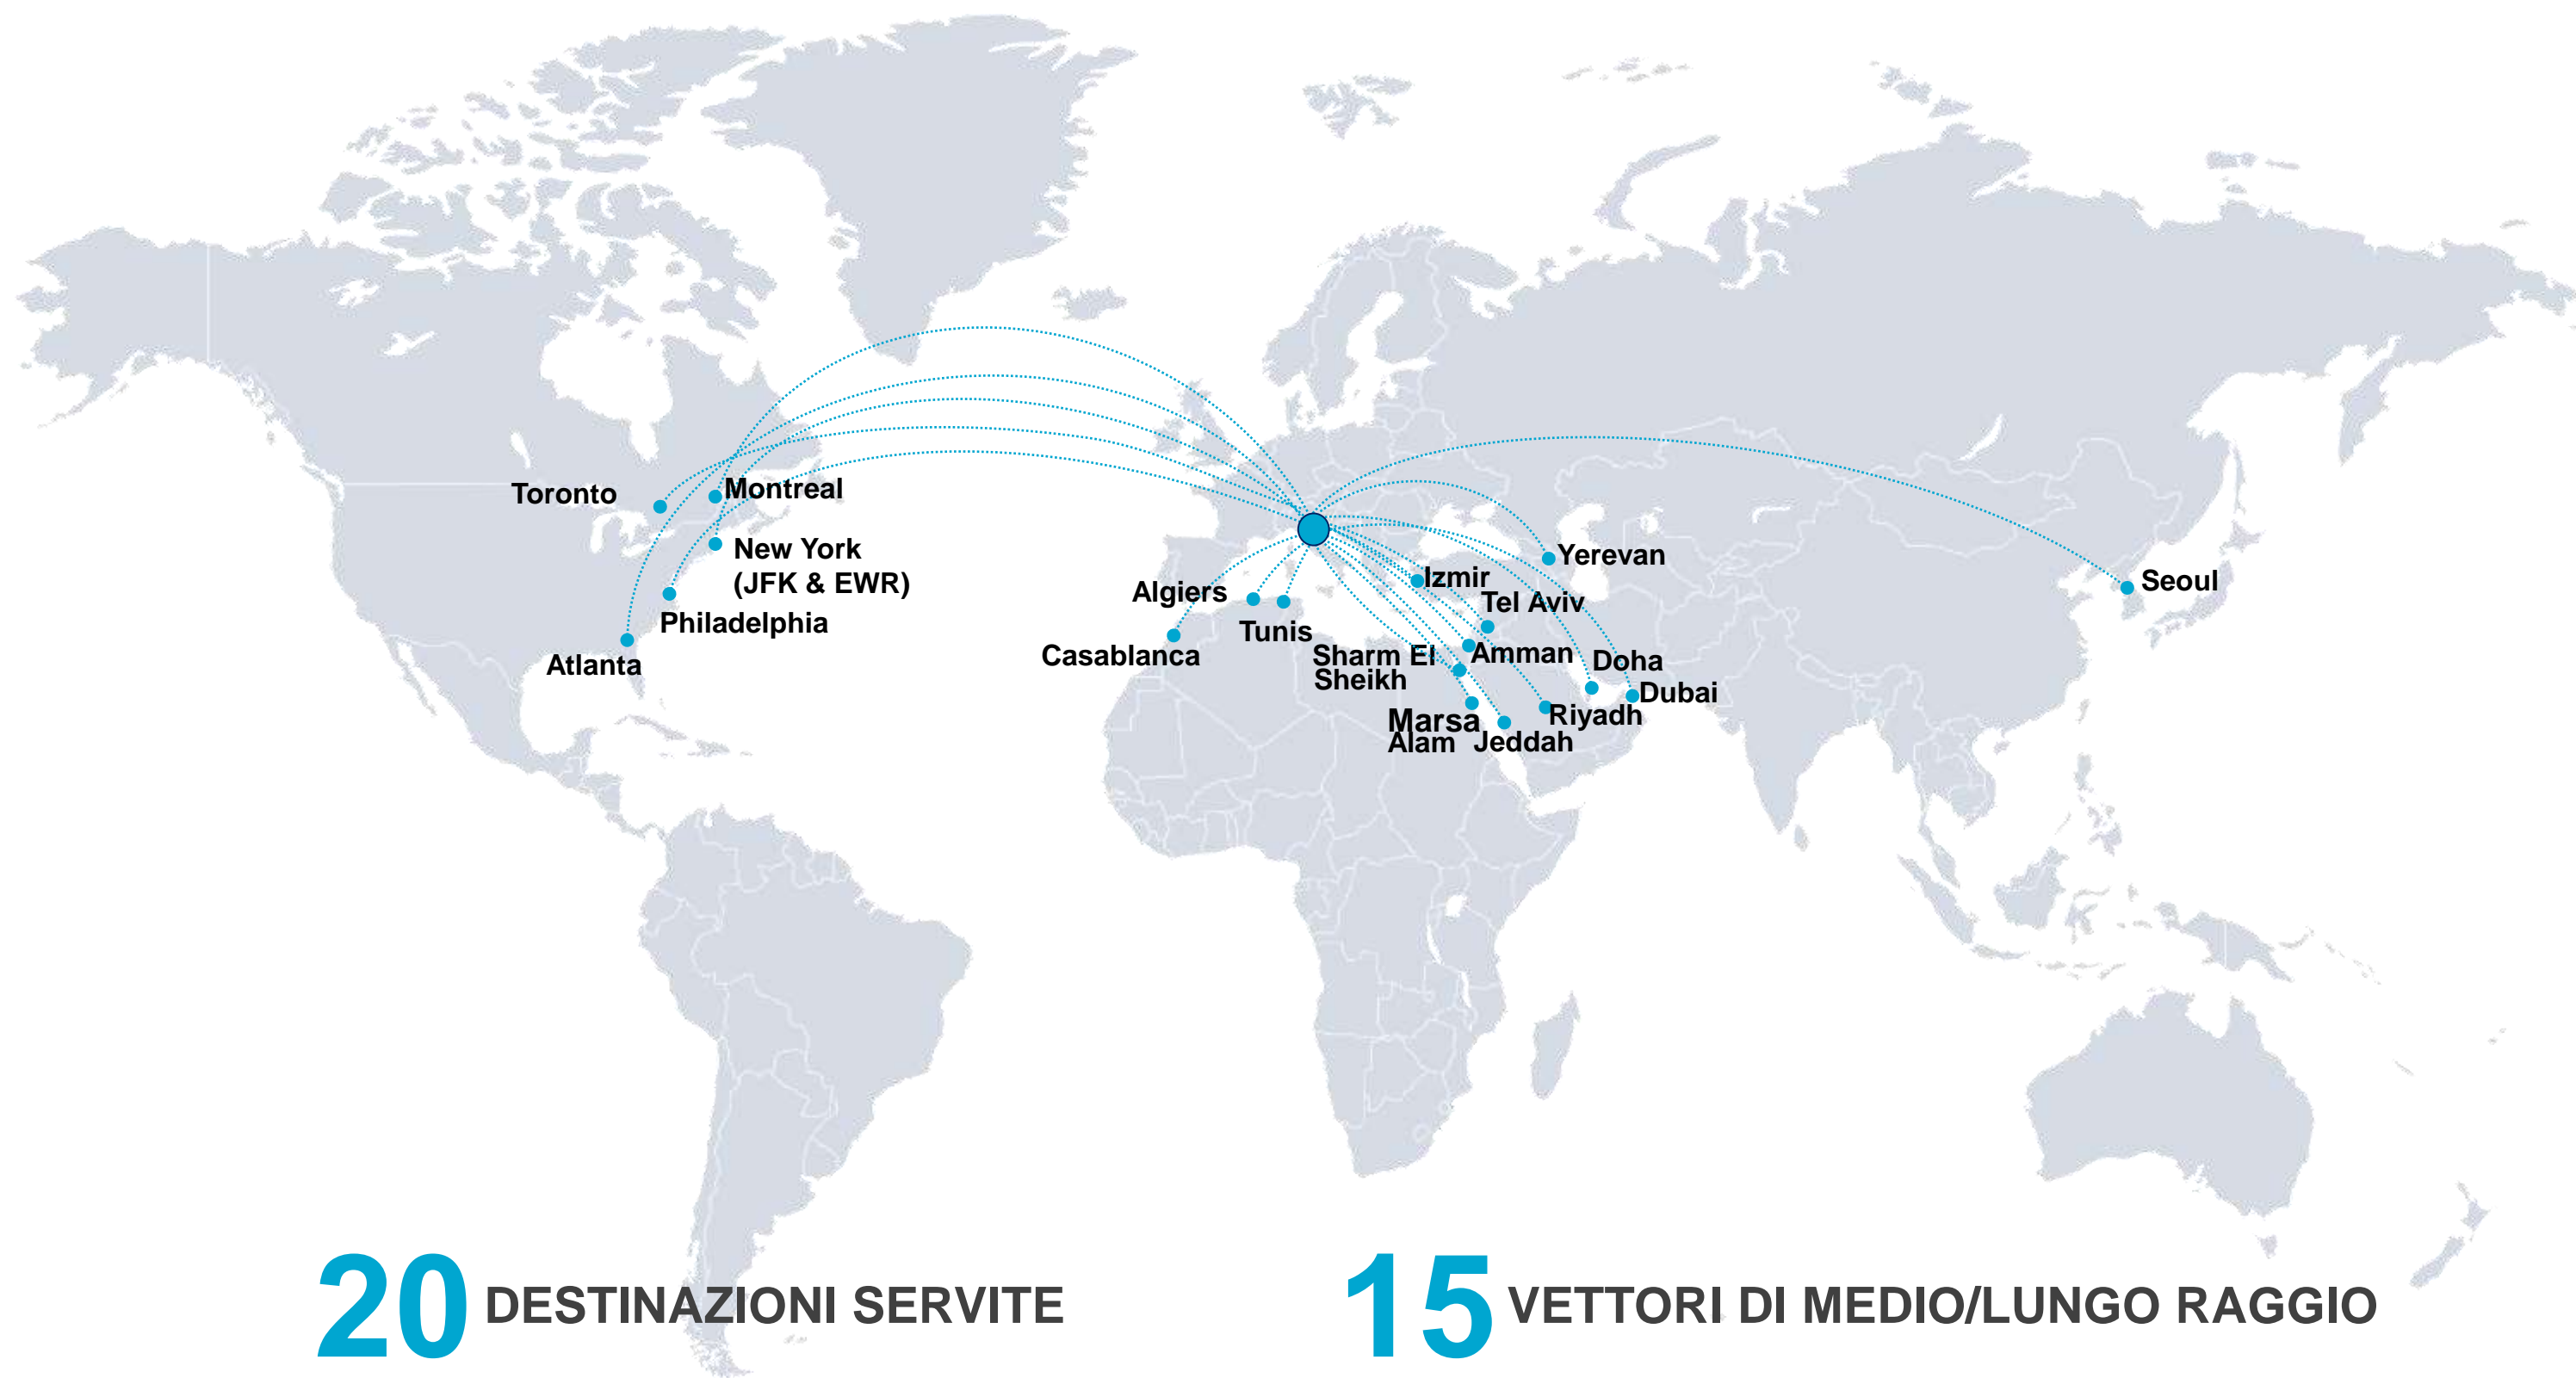 Toronto
Montreal
New York
(JFK & EWR)
Philadelphia
Atlanta
Algiers
Tunis
Casablanca
Yerevan
Izmir
Tel Aviv
Sharm El
Sheikh
Amman
Doha
Dubai
Riyadh
Marsa
Alam
Jeddah
Seoul
20 DESTINAZIONI SERVITE
15 VETTORI DI MEDIO/LUNGO RAGGIO